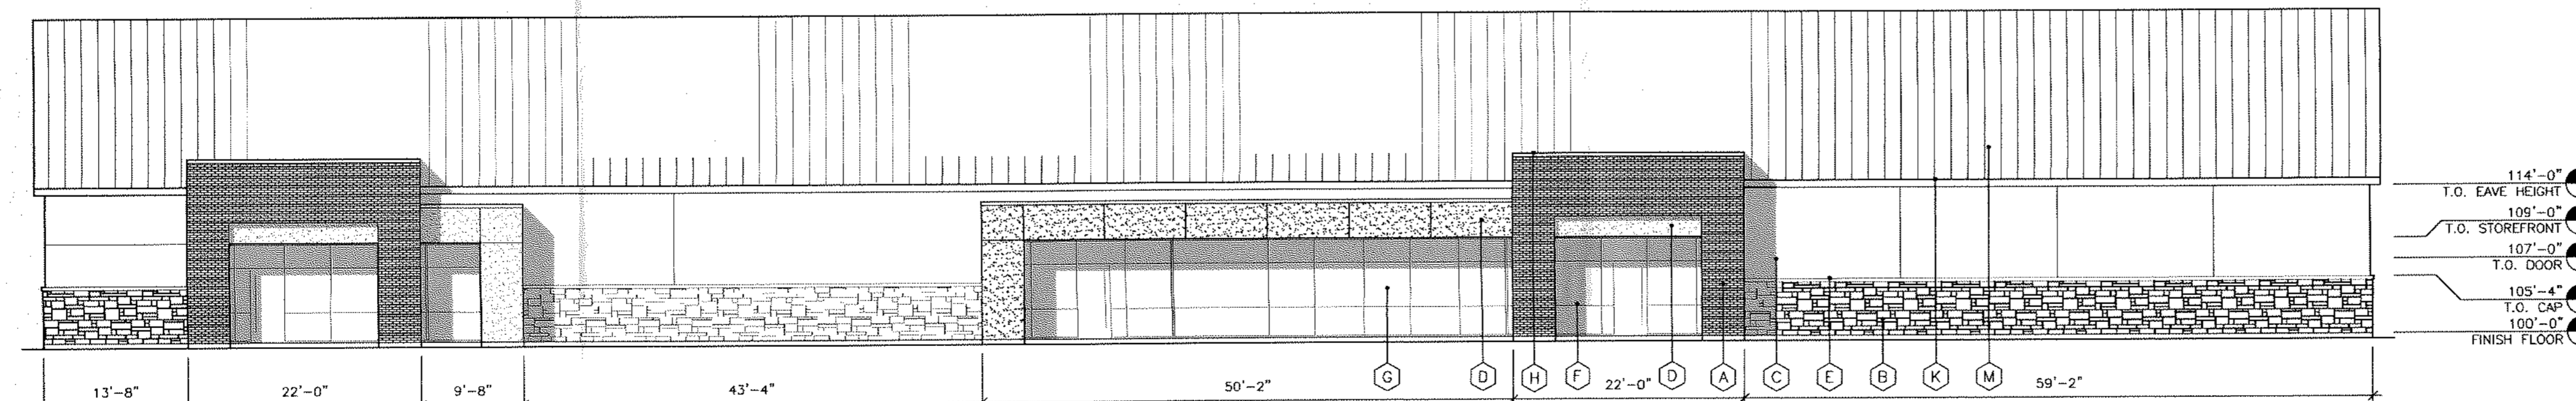 114'-0"
T.O. EAVE HEIGHT
109'-0"
T.O. STOREFRONT
107'-0"
T.O. DOOR
105'-4"
T.O. CAP
100'-0"
FINISH FLOOR
13'-8" 22'-0" 9'-8" 43'-4" 50'-2" G D H F 22'-0" D A C E B K M 59'-2"